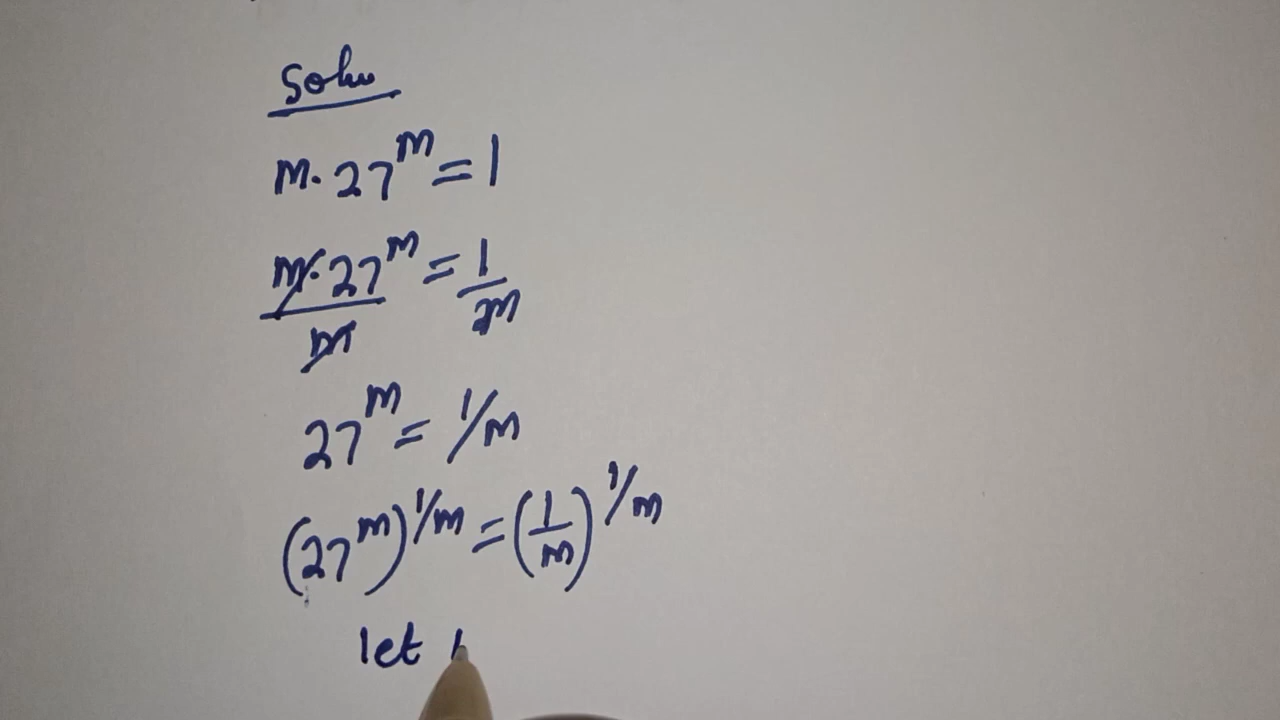 Soln
m·27^m=1
m·27^m/m=1/m
27^m=1/m
(27^m)^1/m=(1/m)^1/m
let